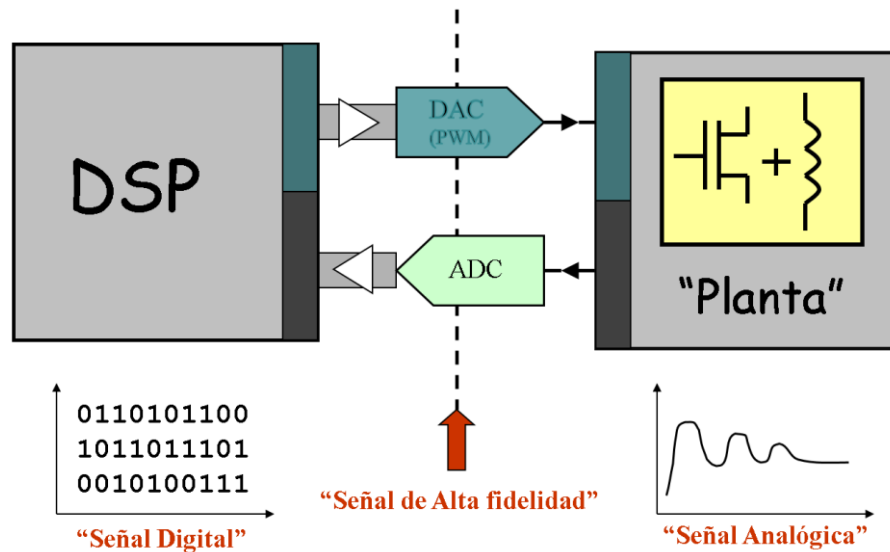 DSP
DAC
(PWM)
ADC
+
“Planta”
0110101100
1011011101
0010100111
“Señal Digital”
“Señal de Alta fidelidad”
“Señal Analógica”